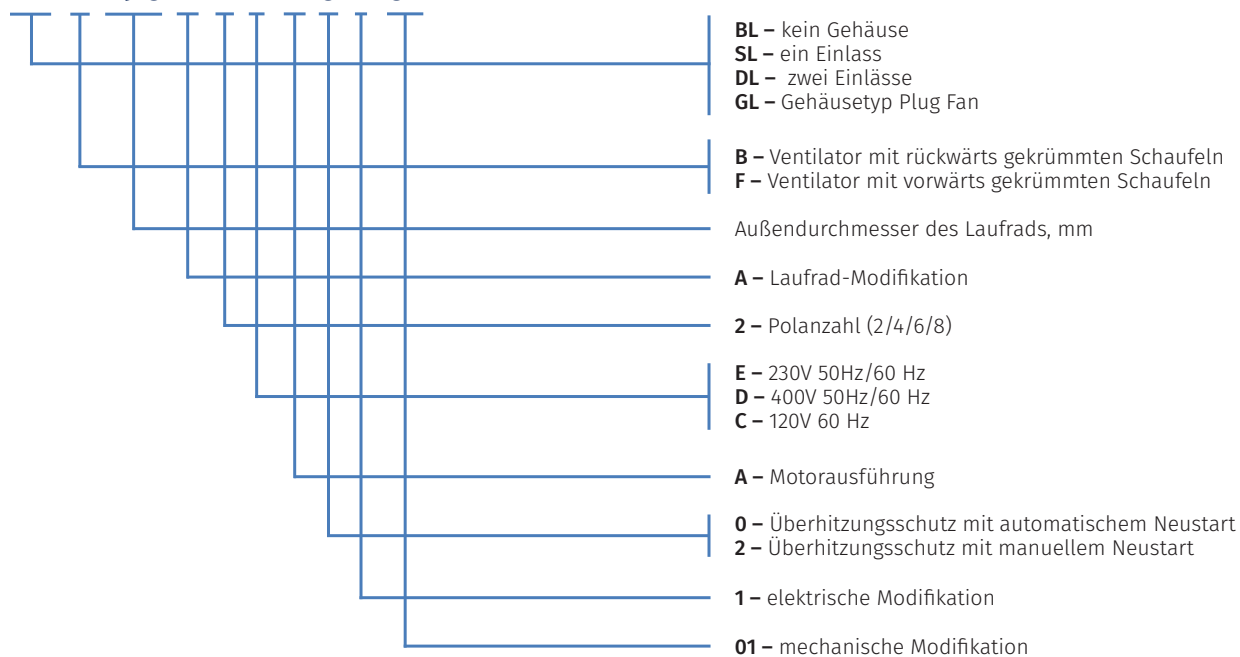 BL – kein Gehäuse
SL – ein Einlass
DL – zwei Einlässe
GL – Gehäusetyp Plug Fan
B – Ventilator mit rückwärts gekrümmten Schaufeln
F – Ventilator mit vorwärts gekrümmten Schaufeln
Außendurchmesser des Laufrads, mm
A – Laufrad-Modifikation
2 – Polanzahl (2/4/6/8)
E – 230V 50Hz/60 Hz
D – 400V 50Hz/60 Hz
C – 120V 60 Hz
A – Motorausführung
0 – Überhitzungsschutz mit automatischem Neustart
2 – Überhitzungsschutz mit manuellem Neustart
1 – elektrische Modifikation
01 – mechanische Modifikation